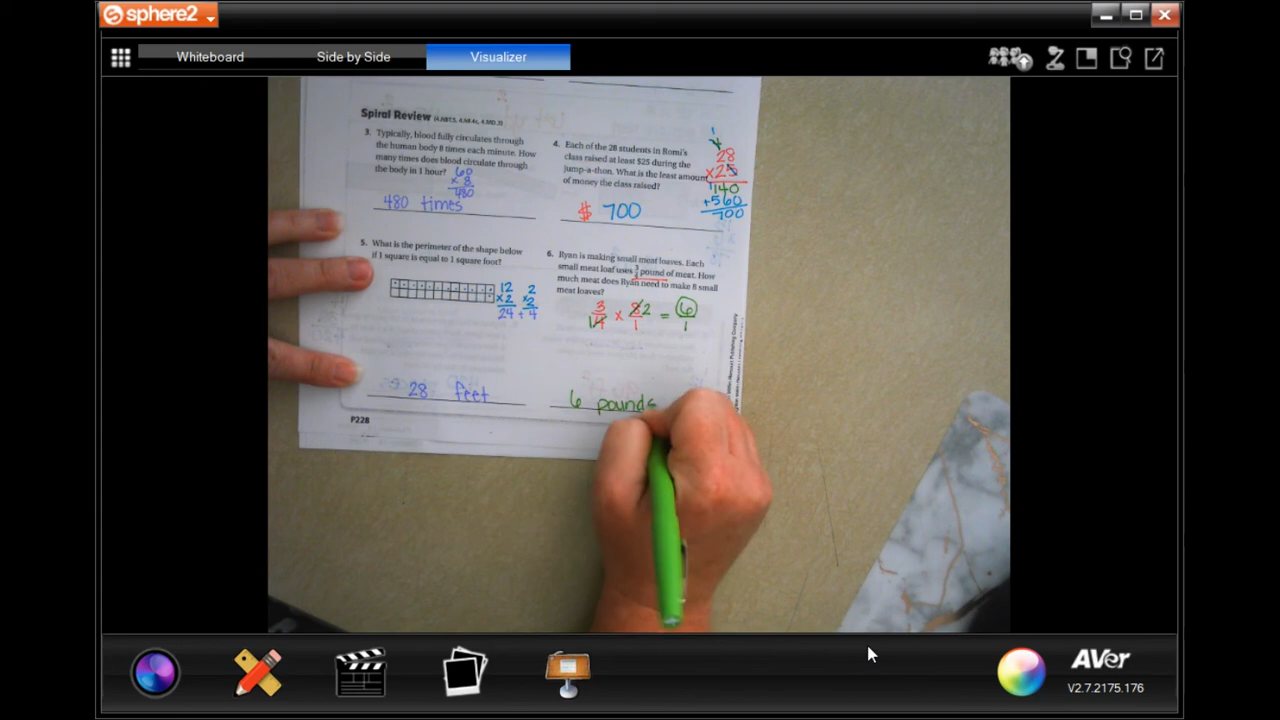 sphere2
Whiteboard
Side by Side
Visualizer
Spiral Review
3. Typically, blood fully circulates through
the human body 8 times each minute. How
many times does blood circulate through
the body in 1 hour?
60
× 8
480
480 times
4. Each of the 28 students in Romi's
class raised at least $25 during the
jump-a-thon. What is the least amount
of money the class raised?
28
×25
140
+560
700
$ 700
5. What is the perimeter of the shape below
if 1 square is equal to 1 square foot?
12
×2
24 +
2
×2
4
28 feet
6. Ryan is making small meat loaves. Each
small meat loaf uses 3/4 pound of meat. How
much meat does Ryan need to make 8 small
meat loaves?
3/4 × 8/1 = 6/1
6 pounds
P228
AVer
V2.7.2175.176